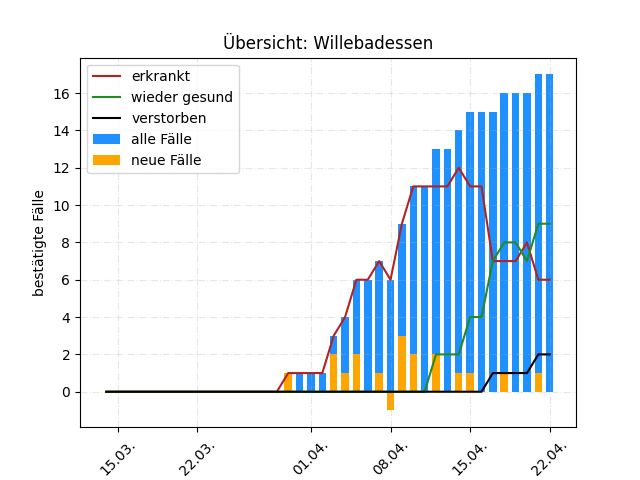 Übersicht: Willebadessen
erkrankt
wieder gesund
verstorben
alle Fälle
neue Fälle
bestätigte Fälle
16
14
12
10
8
6
4
2
0
15.03.
22.03.
01.04.
08.04.
15.04.
22.04.